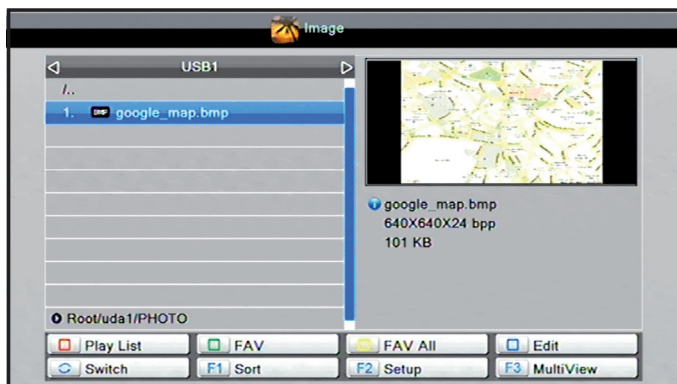 Image
USB1
/..
1. BMP google_map.bmp
google_map.bmp
640X640X24 bpp
101 KB
Root/uda1/PHOTO
Play List
FAV
FAV All
Edit
Switch
F1 Sort
F2 Setup
F3 MultiView